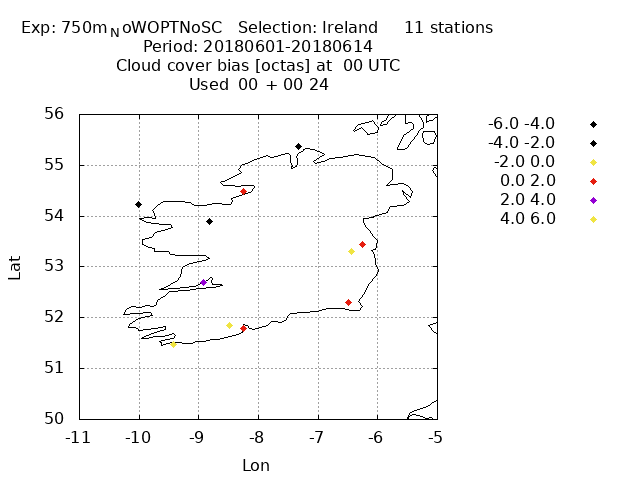 Exp: 750mNoWOPTNoSC Selection: Ireland 11 stations
Period: 20180601-20180614
Cloud cover bias [octas] at 00 UTC
Used 00 + 00 24
-6.0 -4.0
-4.0 -2.0
-2.0 0.0
0.0 2.0
2.0 4.0
4.0 6.0
56
55
54
53
52
51
50
Lat
-11 -10 -9 -8 -7 -6 -5
Lon